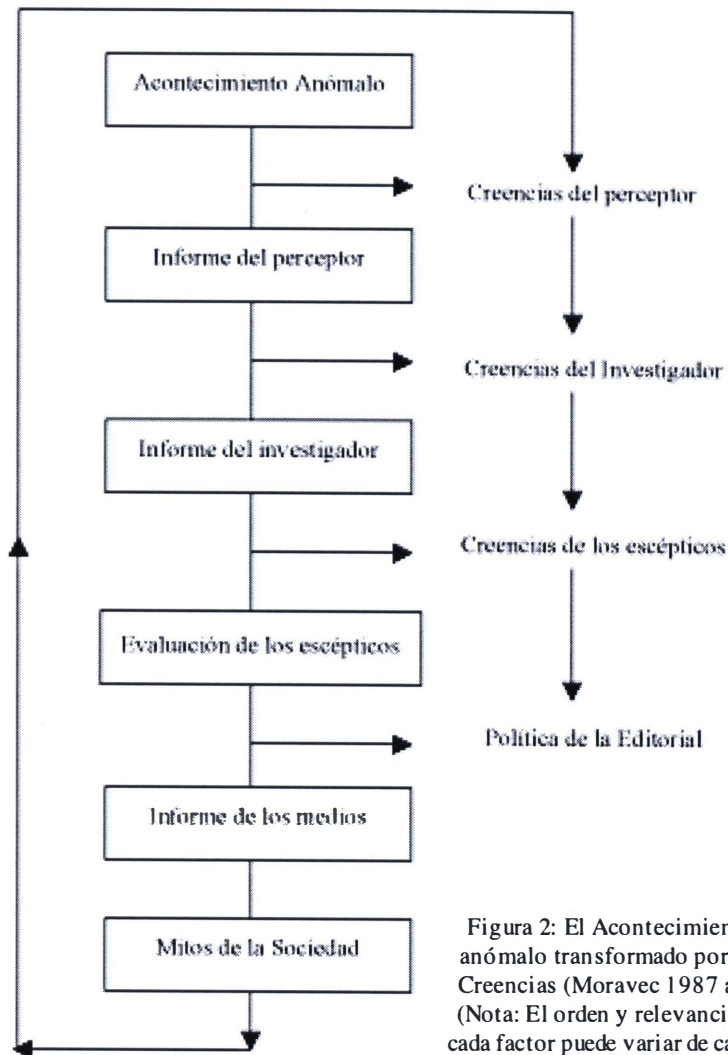 Acontecimiento Anómalo
Creencias del perceptor
Informe del perceptor
Creencias del Investigador
Informe del investigador
Creencias de los escépticos
Evaluación de los escépticos
Política de la Editorial
Informe de los medios
Mitos de la Sociedad
Figura 2: El Acontecimien
anómalo transformado por
Creencias (Moravec 1987 a
(Nota: El orden y relevanci
cada factor puede variar de ca